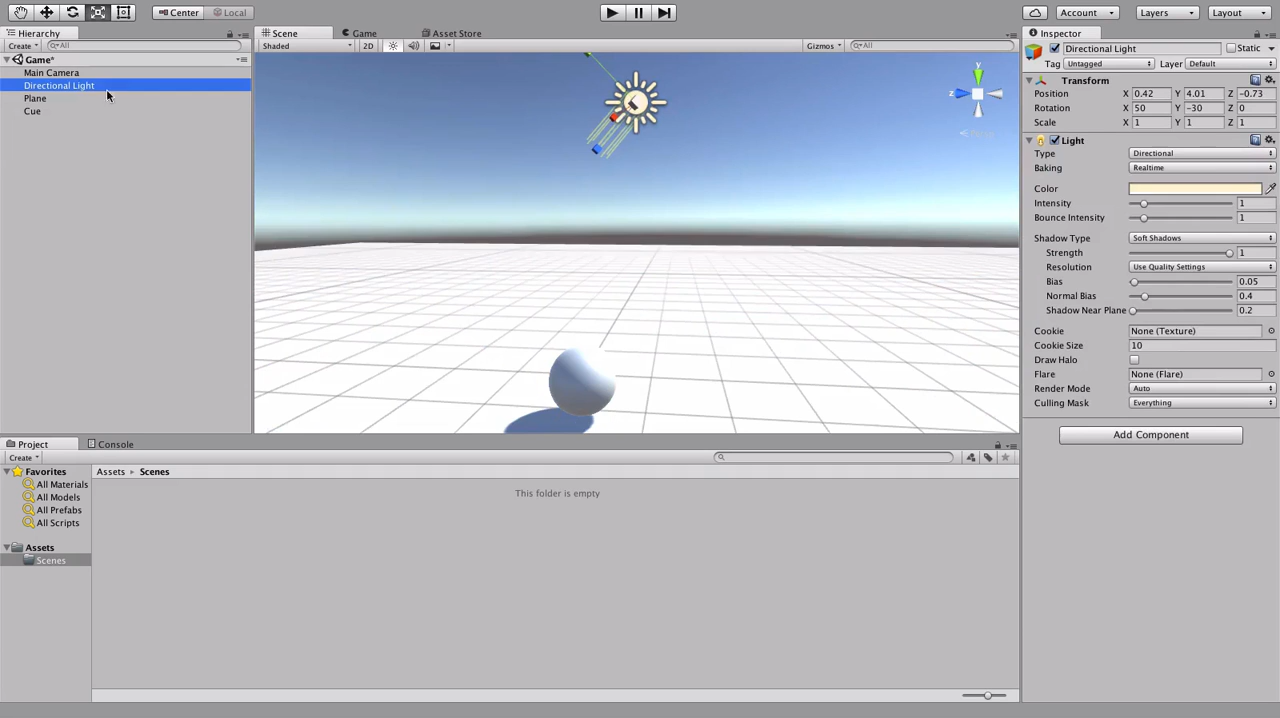 Center Local Account Layers Layout
Hierarchy Scene Game Asset Store Inspector
Create All Shaded 2D Gizmos All Directional Light Static
Game* Tag Untagged Layer Default
Main Camera
Directional Light
Plane
Cue
y
z
Transform
Position X 0.42 Y 4.01 Z -0.73
Rotation X 50 Y -30 Z 0
Scale X 1 Y 1 Z 1
Light
Type Directional
Baking Realtime
Color
Intensity 1
Bounce Intensity 1
Shadow Type Soft Shadows
Strength 1
Resolution Use Quality Settings
Bias 0.05
Normal Bias 0.4
Shadow Near Plane 0.2
Cookie None (Texture)
Cookie Size 10
Draw Halo
Flare None (Flare)
Render Mode Auto
Culling Mask Everything
Add Component
Project Console
Create
Favorites Assets Scenes
All Materials
All Models
All Prefabs
All Scripts
This folder is empty
Assets
Scenes